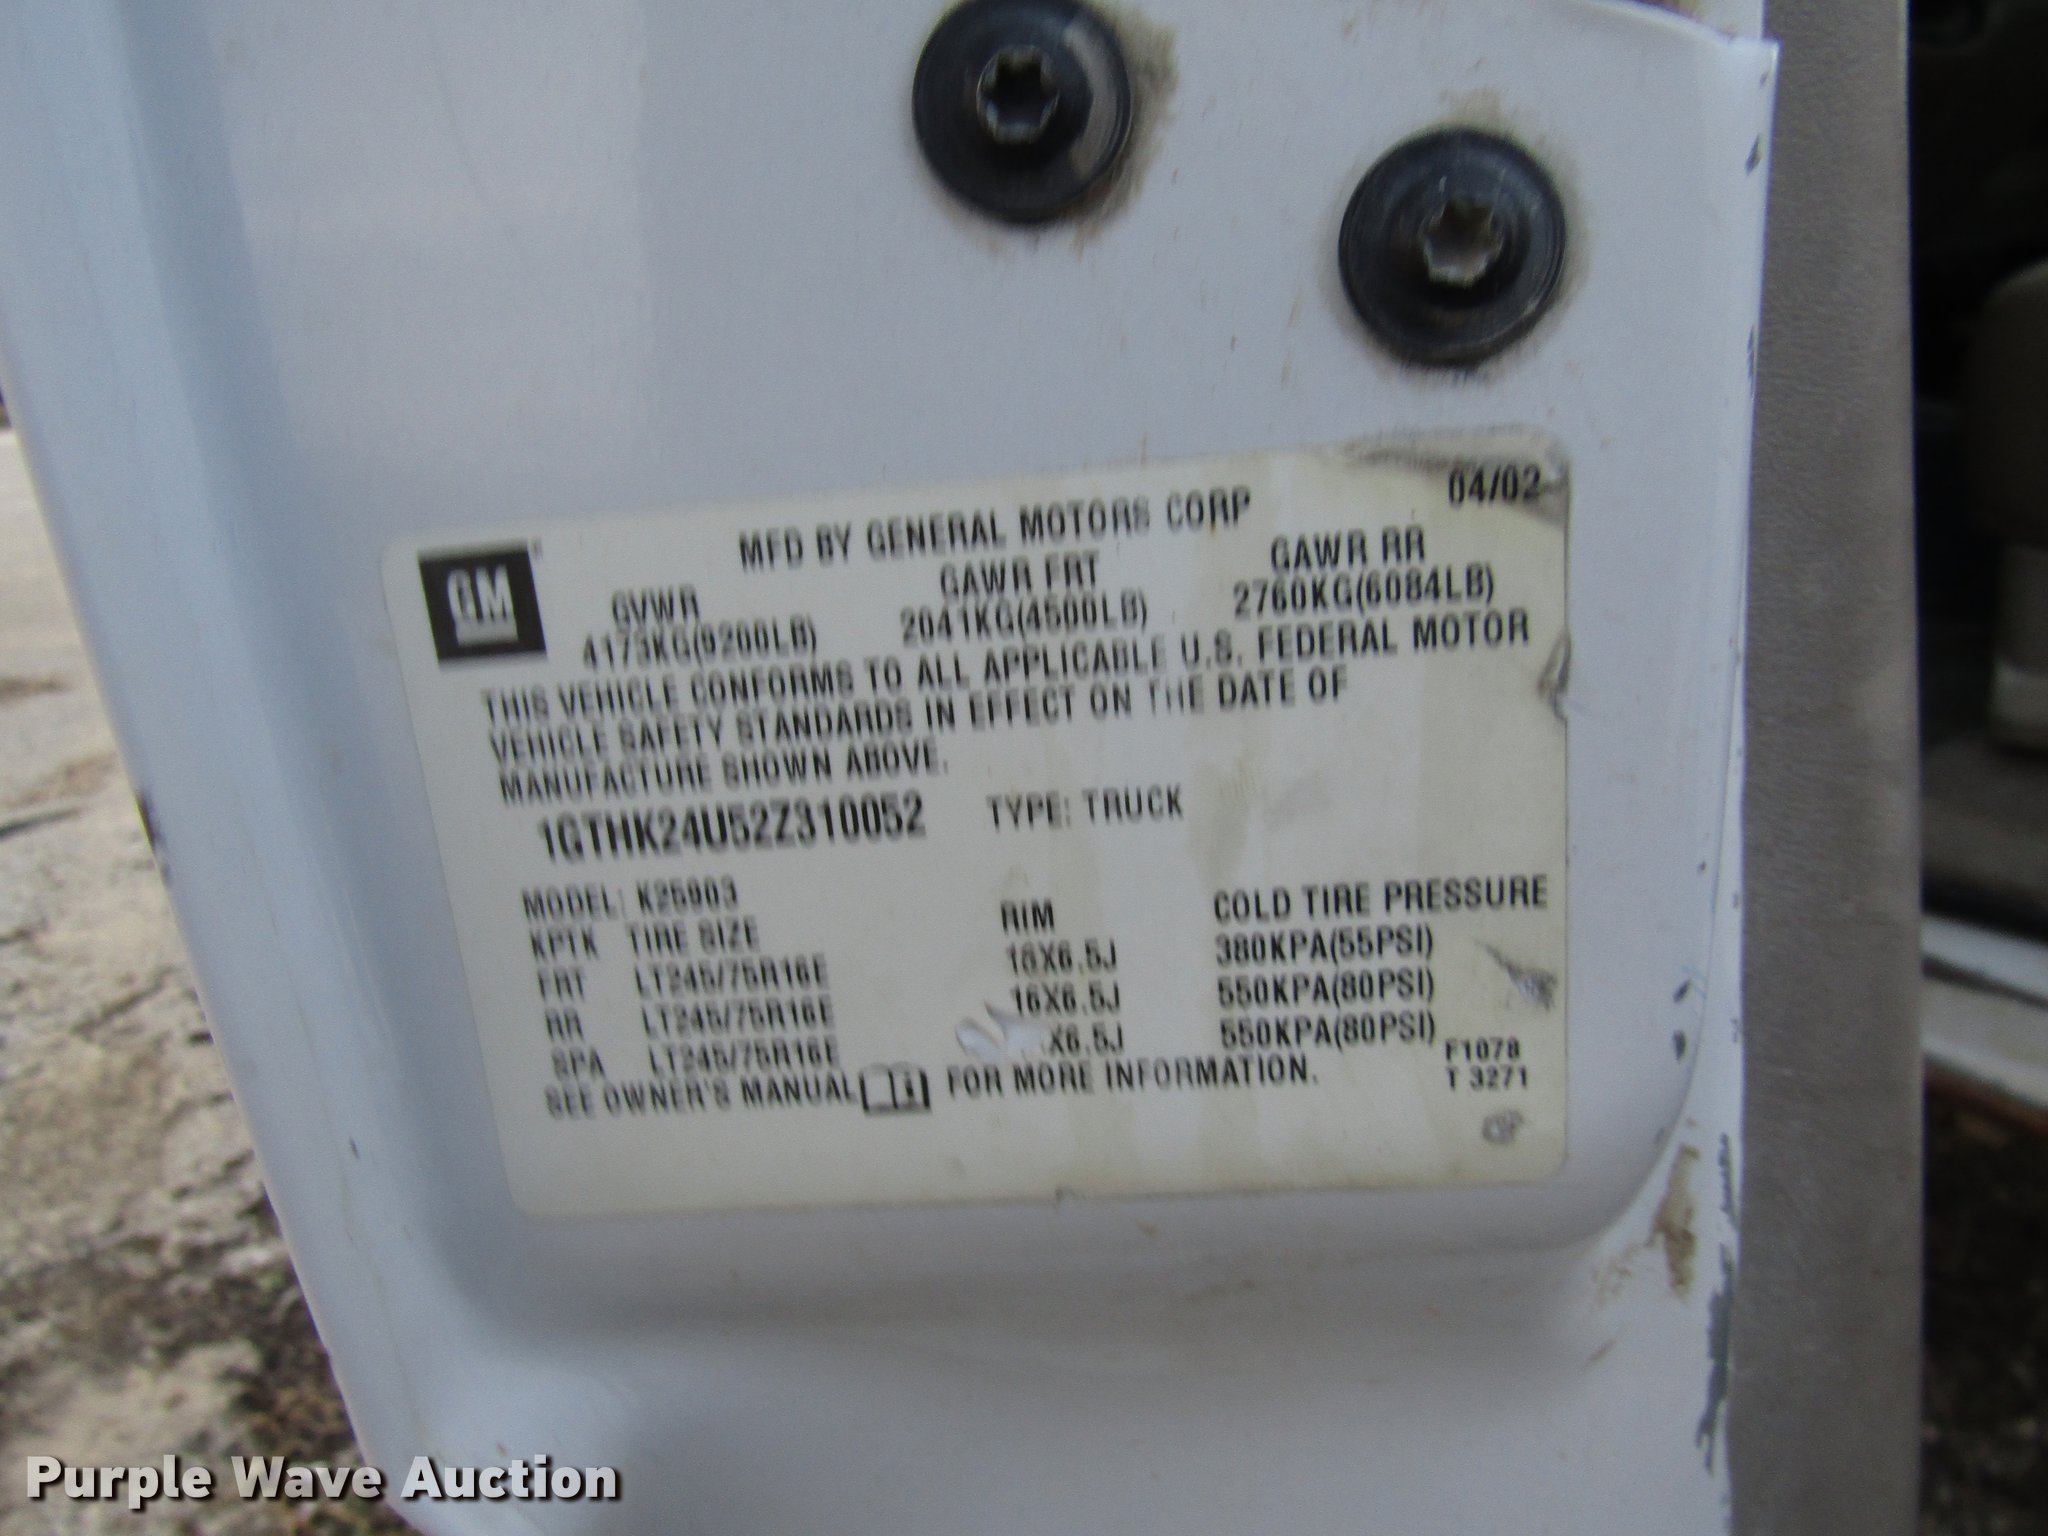 04/02
MFD BY GENERAL MOTORS CORP
GM
GVWR GAWR FRT GAWR RR
4173KG(9200LB) 2041KG(4500LB) 2760KG(6084LB)
THIS VEHICLE CONFORMS TO ALL APPLICABLE U.S. FEDERAL MOTOR
VEHICLE SAFETY STANDARDS IN EFFECT ON THE DATE OF
MANUFACTURE SHOWN ABOVE.
1GTHK24U52Z310052 TYPE: TRUCK
MODEL: K25903
KPTK TIRE SIZE RIM COLD TIRE PRESSURE
FRT LT245/75R16E 16X6.5J 380KPA(55PSI)
RR LT245/75R16E 16X6.5J 550KPA(80PSI)
SPA LT245/75R16E X6.5J 550KPA(80PSI)
SEE OWNER'S MANUAL FOR MORE INFORMATION.
F1078
T 3271
Purple Wave Auction